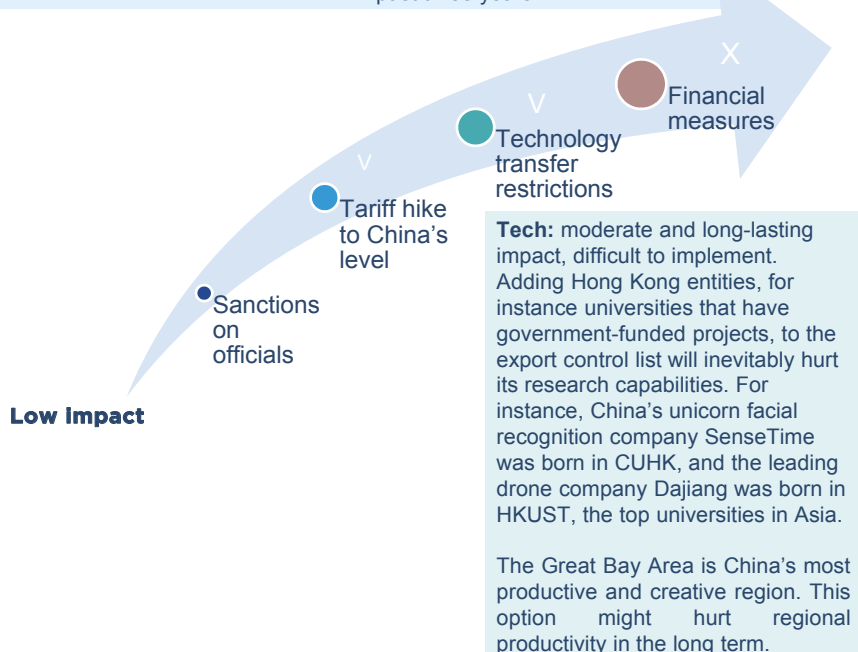 X
Financial
measures
V
Technology
transfer
restrictions
V
Tariff hike
to China's
level
Sanctions
on
officials
Low impact
Tech: moderate and long-lasting
impact, difficult to implement.
Adding Hong Kong entities, for
instance universities that have
government-funded projects, to the
export control list will inevitably hurt
its research capabilities. For
instance, China's unicorn facial
recognition company SenseTime
was born in CUHK, and the leading
drone company Dajiang was born in
HKUST, the top universities in Asia.
The Great Bay Area is China's most
productive and creative region. This
option might hurt regional
productivity in the long term.